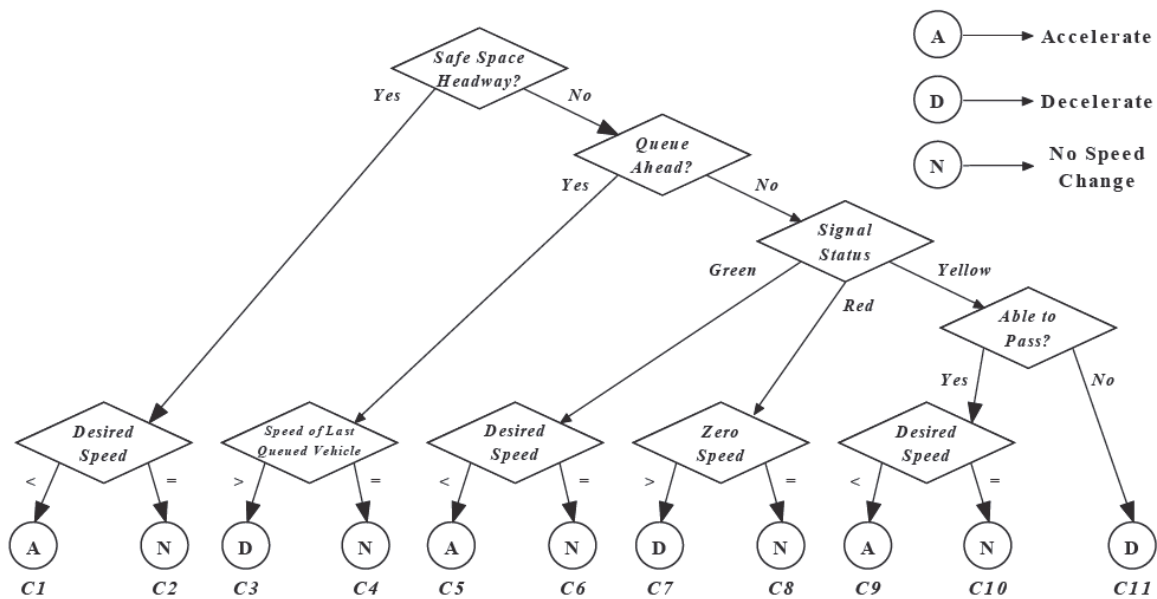 Safe Space
Headway?
A
Accelerate
Yes
No
D
Decelerate
Queue
Ahead?
N
No Speed
Change
Yes
No
Signal
Status
Green
Yellow
Red
Able to
Pass?
Yes
No
Desired
Speed
Speed of Last
Queued Vehicle
Desired
Speed
Zero
Speed
Desired
Speed
< = > = < = > = < =
A N D N A N D N A N D
C1 C2 C3 C4 C5 C6 C7 C8 C9 C10 C11